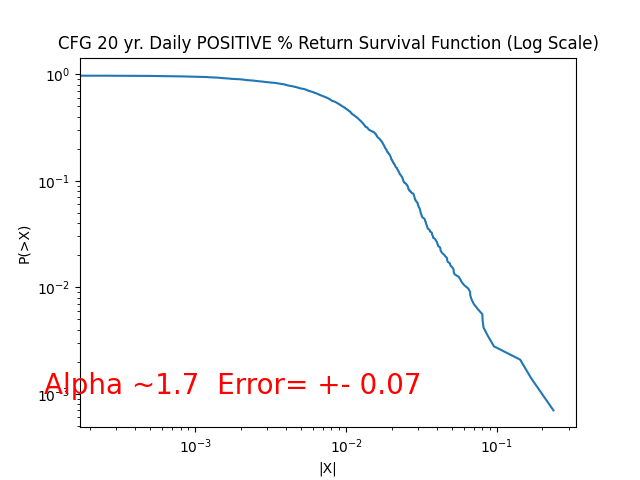 CFG 20 yr. Daily POSITIVE % Return Survival Function (Log Scale)
10⁰
10⁻¹
10⁻²
10⁻³
P(>X)
Alpha ~1.7  Error= +- 0.07
10⁻³ 10⁻² 10⁻¹
|X|